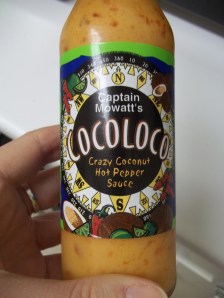 Captain
Mowatt's
COCOLOCO
Crazy Coconut
Hot Pepper
Sauce
N
S